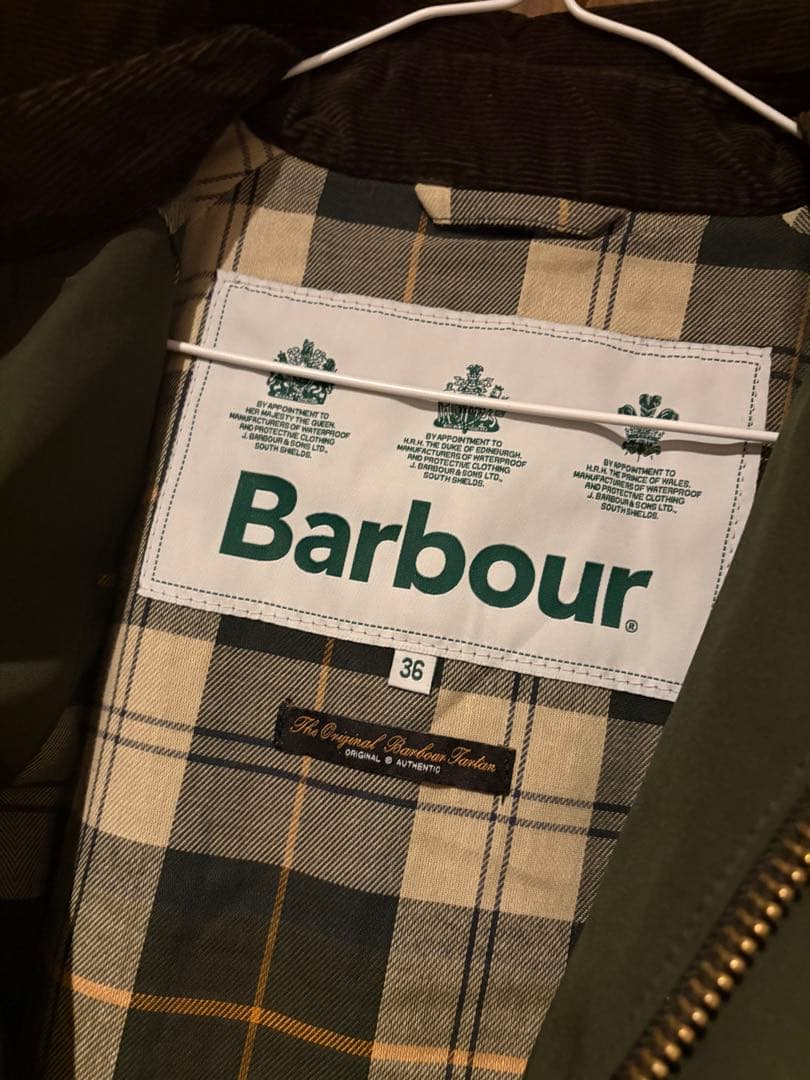 BY APPOINTMENT TO
HER MAJESTY THE QUEEN.
MANUFACTURERS OF WATERPROOF
AND PROTECTIVE CLOTHING
J. BARBOUR & SONS LTD.,
SOUTH SHIELDS.
BY APPOINTMENT TO
H.R.H. THE DUKE OF EDINBURGH.
MANUFACTURERS OF WATERPROOF
AND PROTECTIVE CLOTHING
J. BARBOUR & SONS LTD.,
SOUTH SHIELDS.
BY APPOINTMENT TO
H.R.H. THE PRINCE OF WALES.
MANUFACTURERS OF WATERPROOF
AND PROTECTIVE CLOTHING
J. BARBOUR & SONS LTD.,
SOUTH SHIELDS.
Barbour®
36
The Original Barbour Tartan
ORIGINAL © AUTHENTIC